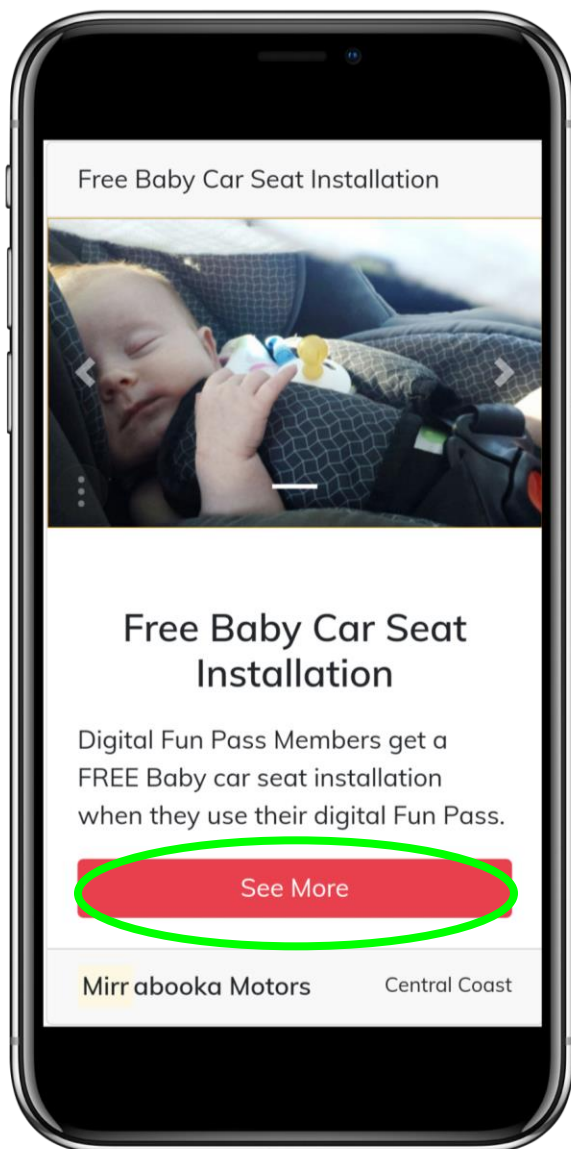 Free Baby Car Seat Installation
Free Baby Car Seat
Installation
Digital Fun Pass Members get a
FREE Baby car seat installation
when they use their digital Fun Pass.
See More
Mirrabooka Motors Central Coast